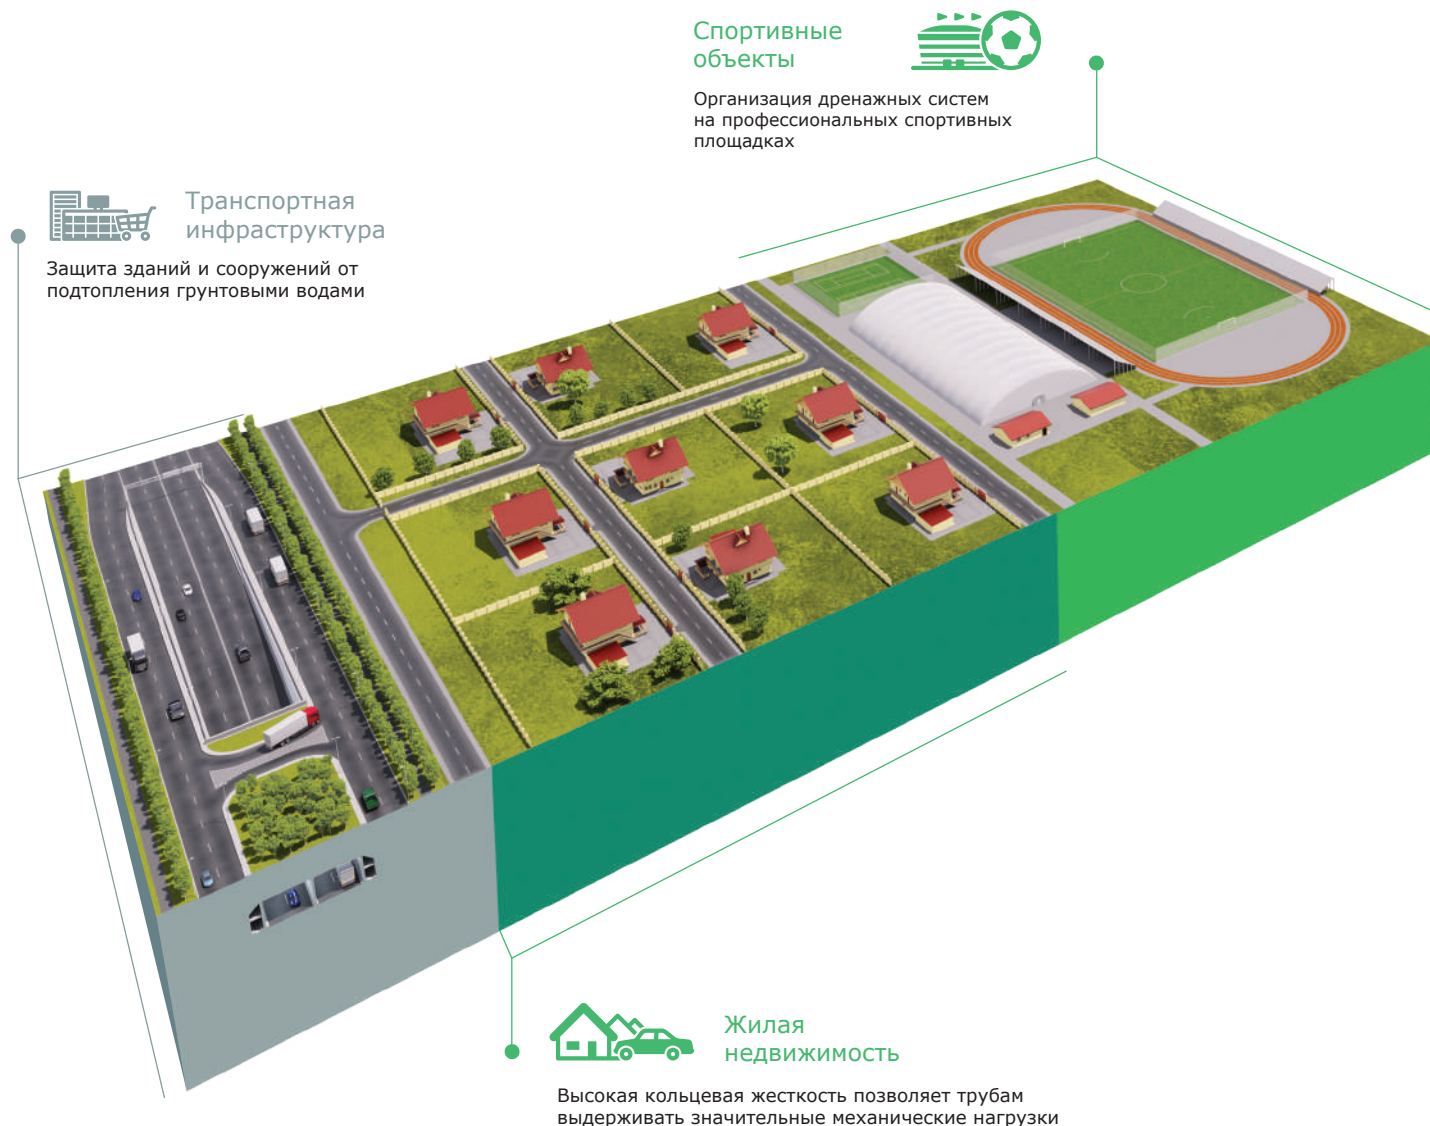 Спортивные
объекты
Организация дренажных систем
на профессиональных спортивных
площадках
Транспортная
инфраструктура
Защита зданий и сооружений от
подтопления грунтовыми водами
Жилая
недвижимость
Высокая кольцевая жесткость позволяет трубам
выдерживать значительные механические нагрузки